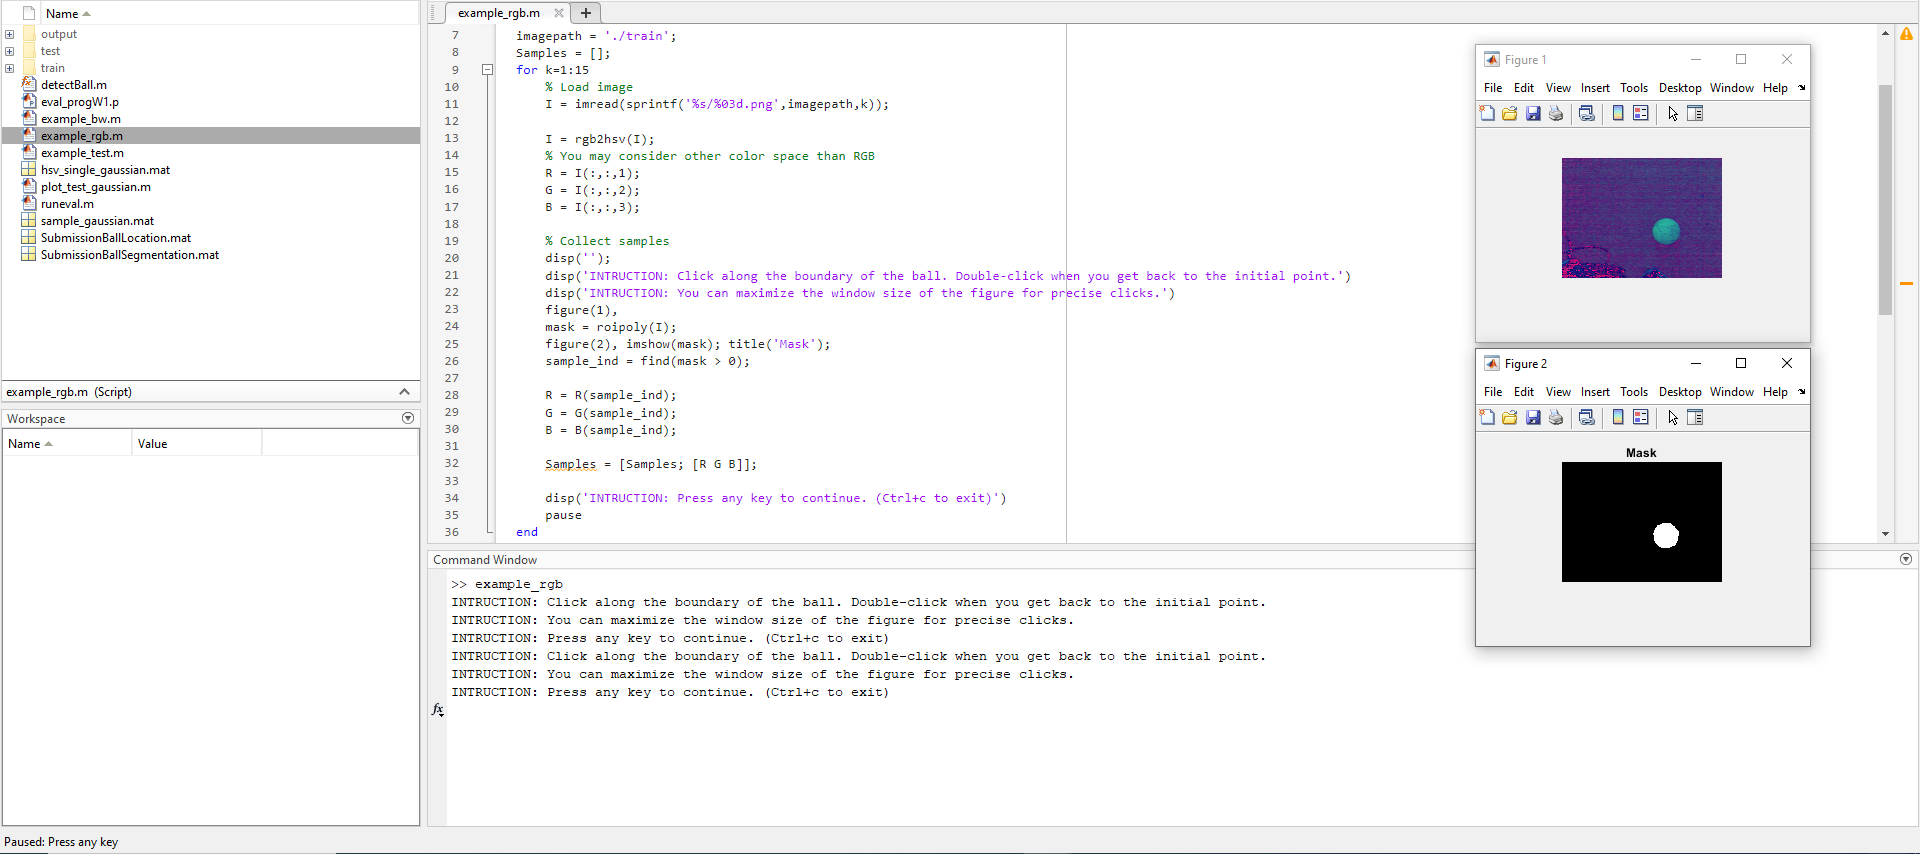 Name
output
test
train
detectBall.m
eval_progW1.p
example_bw.m
example_rgb.m
example_test.m
hsv_single_gaussian.mat
plot_test_gaussian.m
runeval.m
sample_gaussian.mat
SubmissionBallLocation.mat
SubmissionBallSegmentation.mat
example_rgb.m (Script)
Workspace
Name Value
Paused: Press any key
example_rgb.m
7 imagepath = './train';
8 Samples = [];
9 for k=1:15
10 % Load image
11 I = imread(sprintf('%s/%03d.png',imagepath,k));
12
13 I = rgb2hsv(I);
14 % You may consider other color space than RGB
15 R = I(:,:,1);
16 G = I(:,:,2);
17 B = I(:,:,3);
18
19 % Collect samples
20 disp('');
21 disp('INTRUCTION: Click along the boundary of the ball. Double-click when you get back to the initial point.')
22 disp('INTRUCTION: You can maximize the window size of the figure for precise clicks.')
23 figure(1),
24 mask = roipoly(I);
25 figure(2), imshow(mask); title('Mask');
26 sample_ind = find(mask > 0);
27
28 R = R(sample_ind);
29 G = G(sample_ind);
30 B = B(sample_ind);
31
32 Samples = [Samples; [R G B]];
33
34 disp('INTRUCTION: Press any key to continue. (Ctrl+c to exit)')
35 pause
36 end
Command Window
>> example_rgb
INTRUCTION: Click along the boundary of the ball. Double-click when you get back to the initial point.
INTRUCTION: You can maximize the window size of the figure for precise clicks.
INTRUCTION: Press any key to continue. (Ctrl+c to exit)
INTRUCTION: Click along the boundary of the ball. Double-click when you get back to the initial point.
INTRUCTION: You can maximize the window size of the figure for precise clicks.
INTRUCTION: Press any key to continue. (Ctrl+c to exit)
fx
Figure 1
File Edit View Insert Tools Desktop Window Help
Figure 2
File Edit View Insert Tools Desktop Window Help
Mask